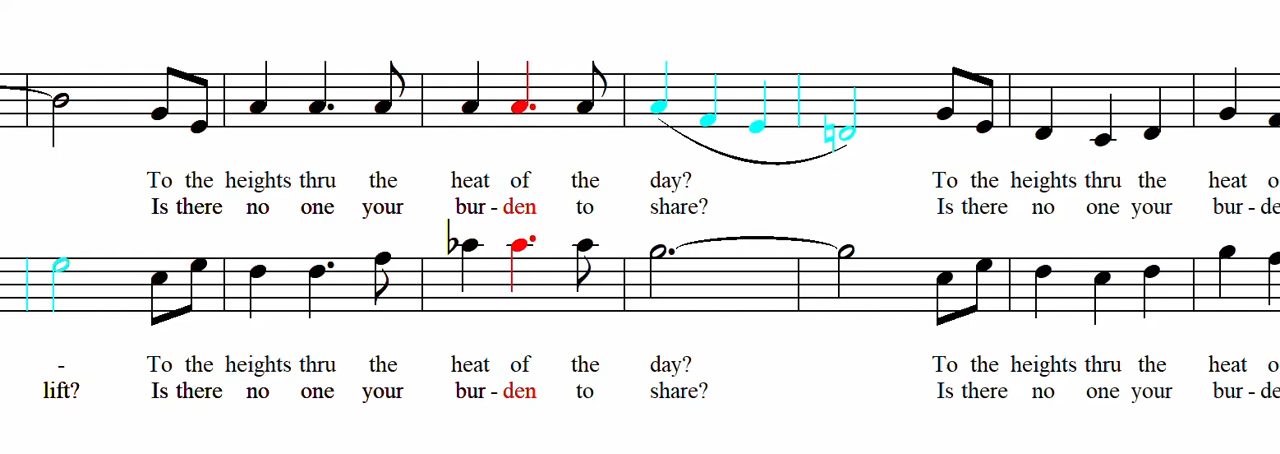 To the heights thru the heat of the day? To the heights thru the heat
Is there no one your bur - den to share? Is there no one your bur -
- To the heights thru the heat of the day? To the heights thru the heat
lift? Is there no one your bur - den to share? Is there no one your bur -